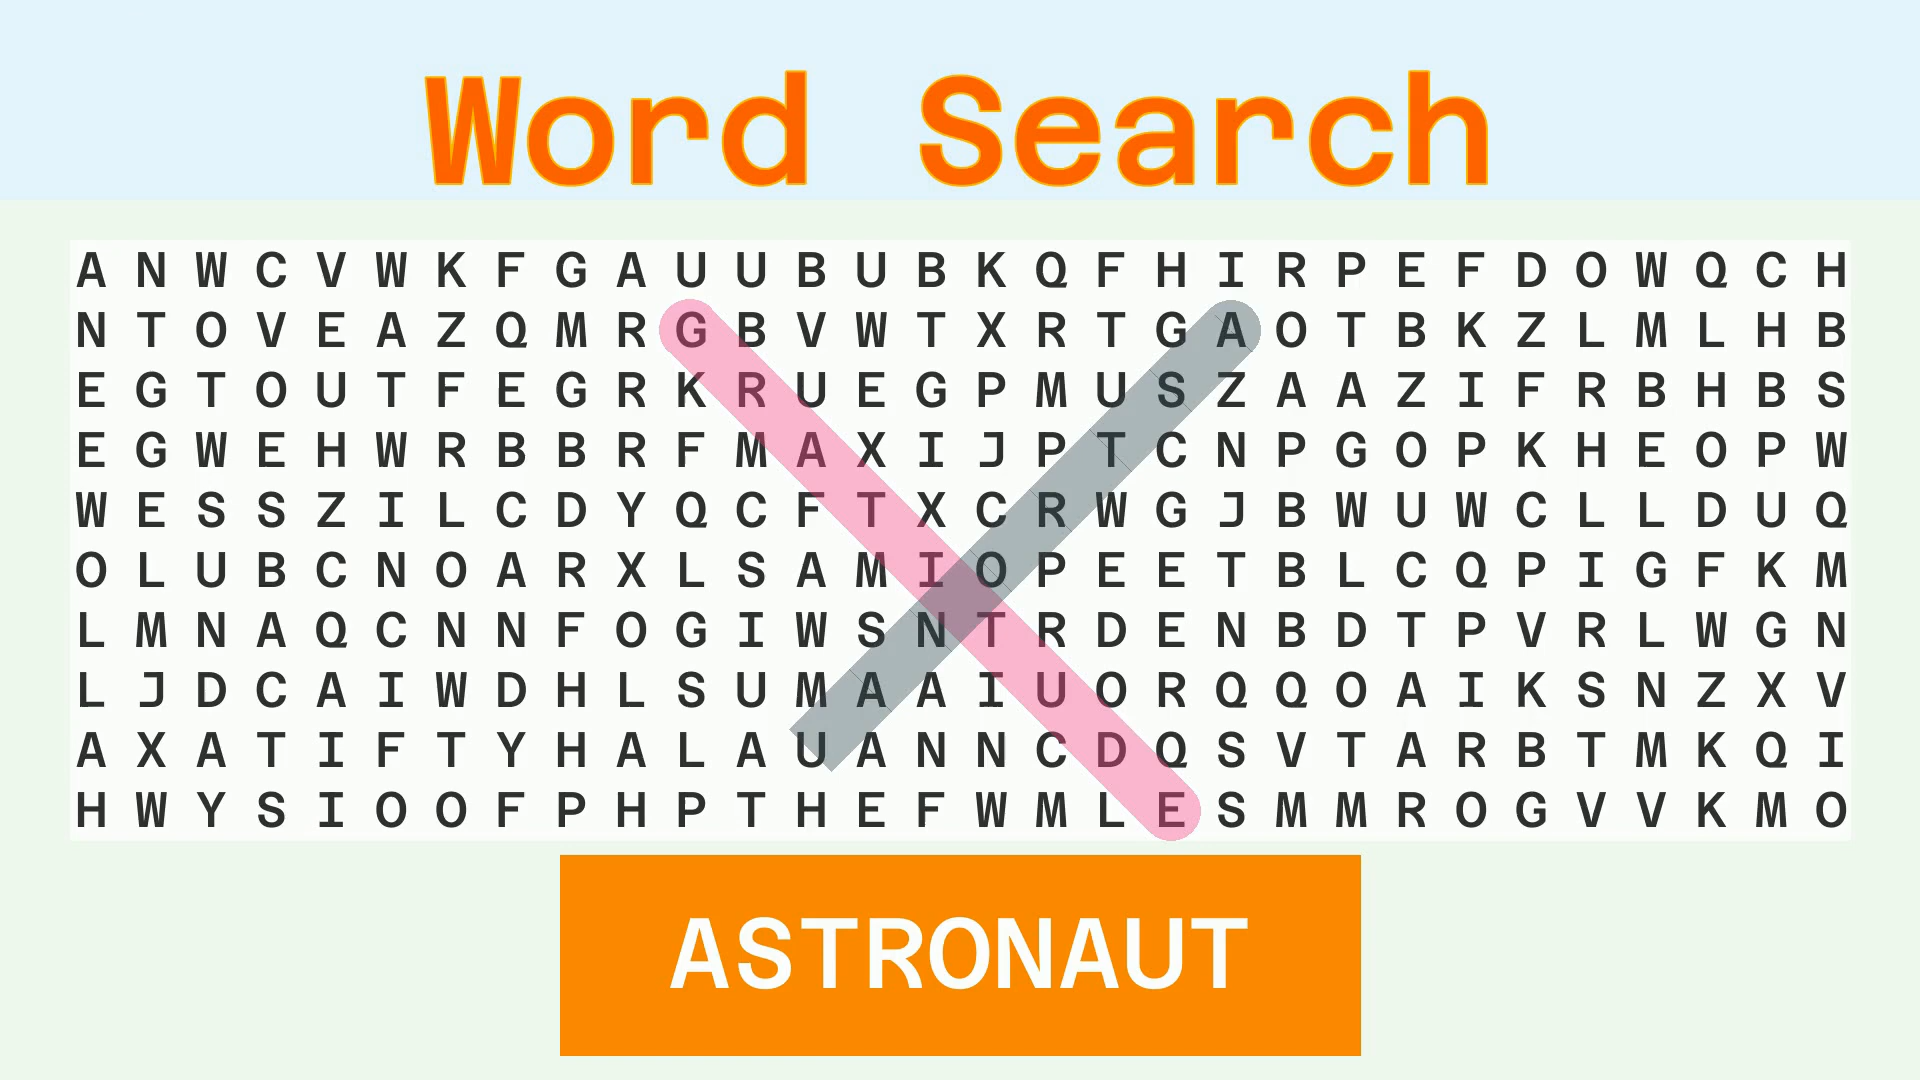 Word Search
A N W C V W K F G A U U B U B K Q F H I R P E F D O W Q C H
N T O V E A Z Q M R G B V W T X R T G A O T B K Z L M L H B
E G T O U T F E G R K R U E G P M U S Z A A Z I F R B H B S
E G W E H W R B B R F M A X I J P T C N P G O P K H E O P W
W E S S Z I L C D Y Q C F T X C R W G J B W U W C L L D U Q
O L U B C N O A R X L S A M I O P E E T B L C Q P I G F K M
L M N A Q C N N F O G I W S N T R D E N B D T P V R L W G N
L J D C A I W D H L S U M A A I U O R Q Q O A I K S N Z X V
A X A T I F T Y H A L A U A N N C D Q S V T A R B T M K Q I
H W Y S I O O F P H P T H E F W M L E S M M R O G V V K M O
ASTRONAUT